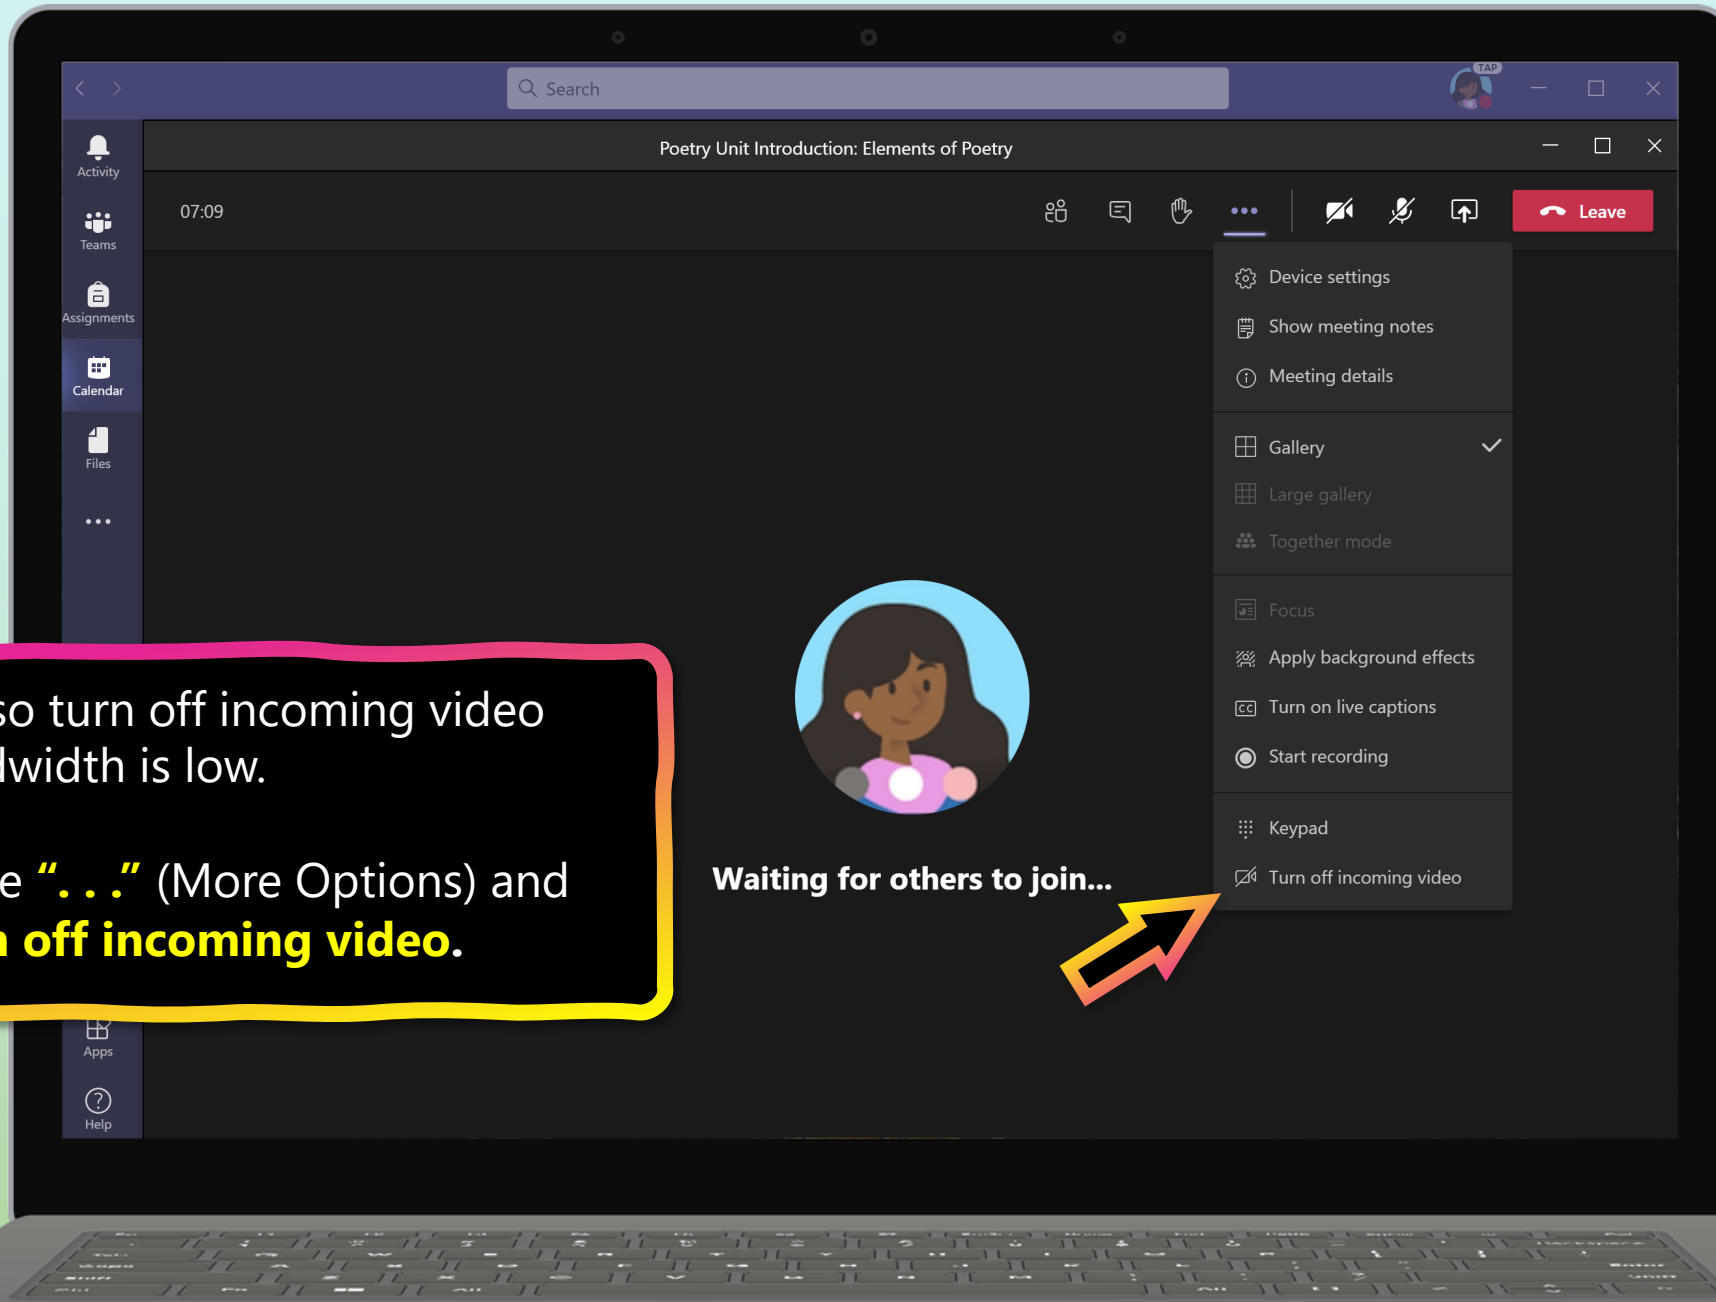 TAP
Search
Poetry Unit Introduction: Elements of Poetry
Activity
Teams
Assignments
Calendar
Files
07:09
Leave
Device settings
Show meeting notes
Meeting details
Gallery
Large gallery
Together mode
Focus
Apply background effects
Turn on live captions
Start recording
Keypad
Turn off incoming video
so turn off incoming video
dwidth is low.
e “. . .” (More Options) and
n off incoming video.
Waiting for others to join...
Apps
Help